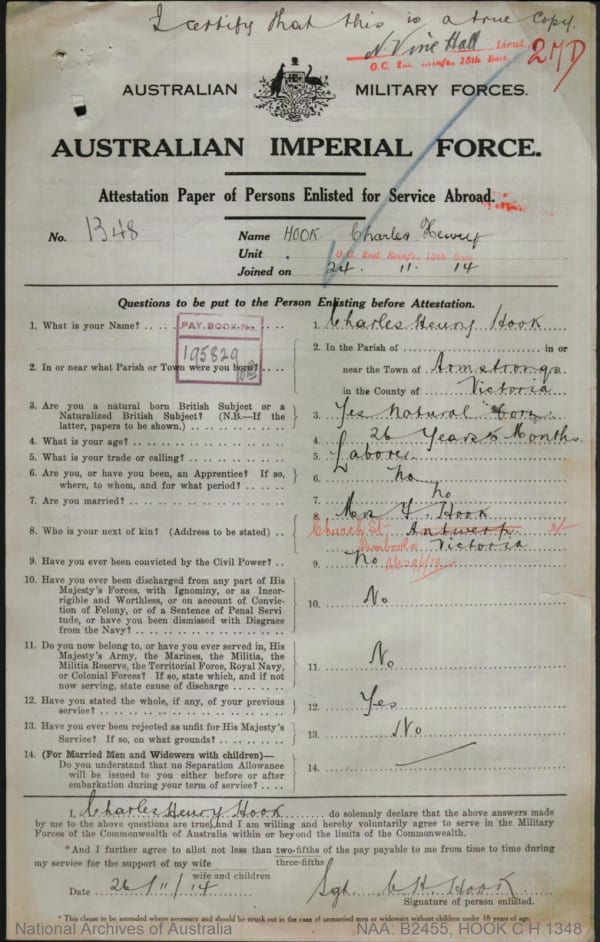 I certify that this is a true copy.
N. Vine Hall Lieut.
O.C. 2nd Reinfs. 15th Batt. 27D
AUSTRALIAN MILITARY FORCES.
AUSTRALIAN IMPERIAL FORCE.
Attestation Paper of Persons Enlisted for Service Abroad.
No. 1348 Name HOOK Charles Henry
Unit O.C. 2nd Reinfs. 15th Batt.
Joined on 24. 11. 14
Questions to be put to the Person Enlisting before Attestation.
1. What is your Name? 1. Charles Henry Hook
PAY. BOOK No.
195829
2. In or near what Parish or Town were you born? 2. In the Parish of in or
near the Town of Armstrongs
in the County of Victoria
3. Are you a natural born British Subject or a
Naturalized British Subject? (N.B.—If the
latter, papers to be shown.) 3. Yes Natural Born
4. What is your age? 4. 26 Years 5 Months.
5. What is your trade or calling? 5. Laborer
6. Are you, or have you been, an Apprentice? If so,
where, to whom, and for what period? 6. No
7. Are you married? 7. No
8. Who is your next of kin? (Address to be stated) 8. Mrs Hook
Church St Antwerp
Dimboola Victoria
9. Have you ever been convicted by the Civil Power? 9. No
10. Have you ever been discharged from any part of His
Majesty's Forces, with Ignominy, or as Incor-
rigible and Worthless, or on account of Convic-
tion of Felony, or of a Sentence of Penal Servi-
tude, or have you been dismissed with Disgrace
from the Navy? 10. No
11. Do you now belong to, or have you ever served in, His
Majesty's Army, the Marines, the Militia, the
Militia Reserve, the Territorial Force, Royal Navy,
or Colonial Forces? If so, state which, and if not
now serving, state cause of discharge 11. No
12. Have you stated the whole, if any, of your previous
service? 12. Yes
13. Have you ever been rejected as unfit for His Majesty's
Service? If so, on what grounds? 13. No
14. (For Married Men and Widowers with children)—
Do you understand that no Separation Allowance
will be issued to you either before or after
embarkation during your term of service? 14.
I, Charles Henry Hook do solemnly declare that the above answers made
by me to the above questions are true, and I am willing and hereby voluntarily agree to serve in the Military
Forces of the Commonwealth of Australia within or beyond the limits of the Commonwealth.
*And I further agree to allot not less than two-fifths of the pay payable to me from time to time during
three-fifths
my service for the support of my wife
wife and children
Date 26/11/14 Sgd. C H Hook
Signature of person enlisted.
* This clause to be amended where necessary and should be struck out in the case of unmarried men or widowers without children under 18 years of age.
National Archives of Australia NAA: B2455, HOOK C H 1348